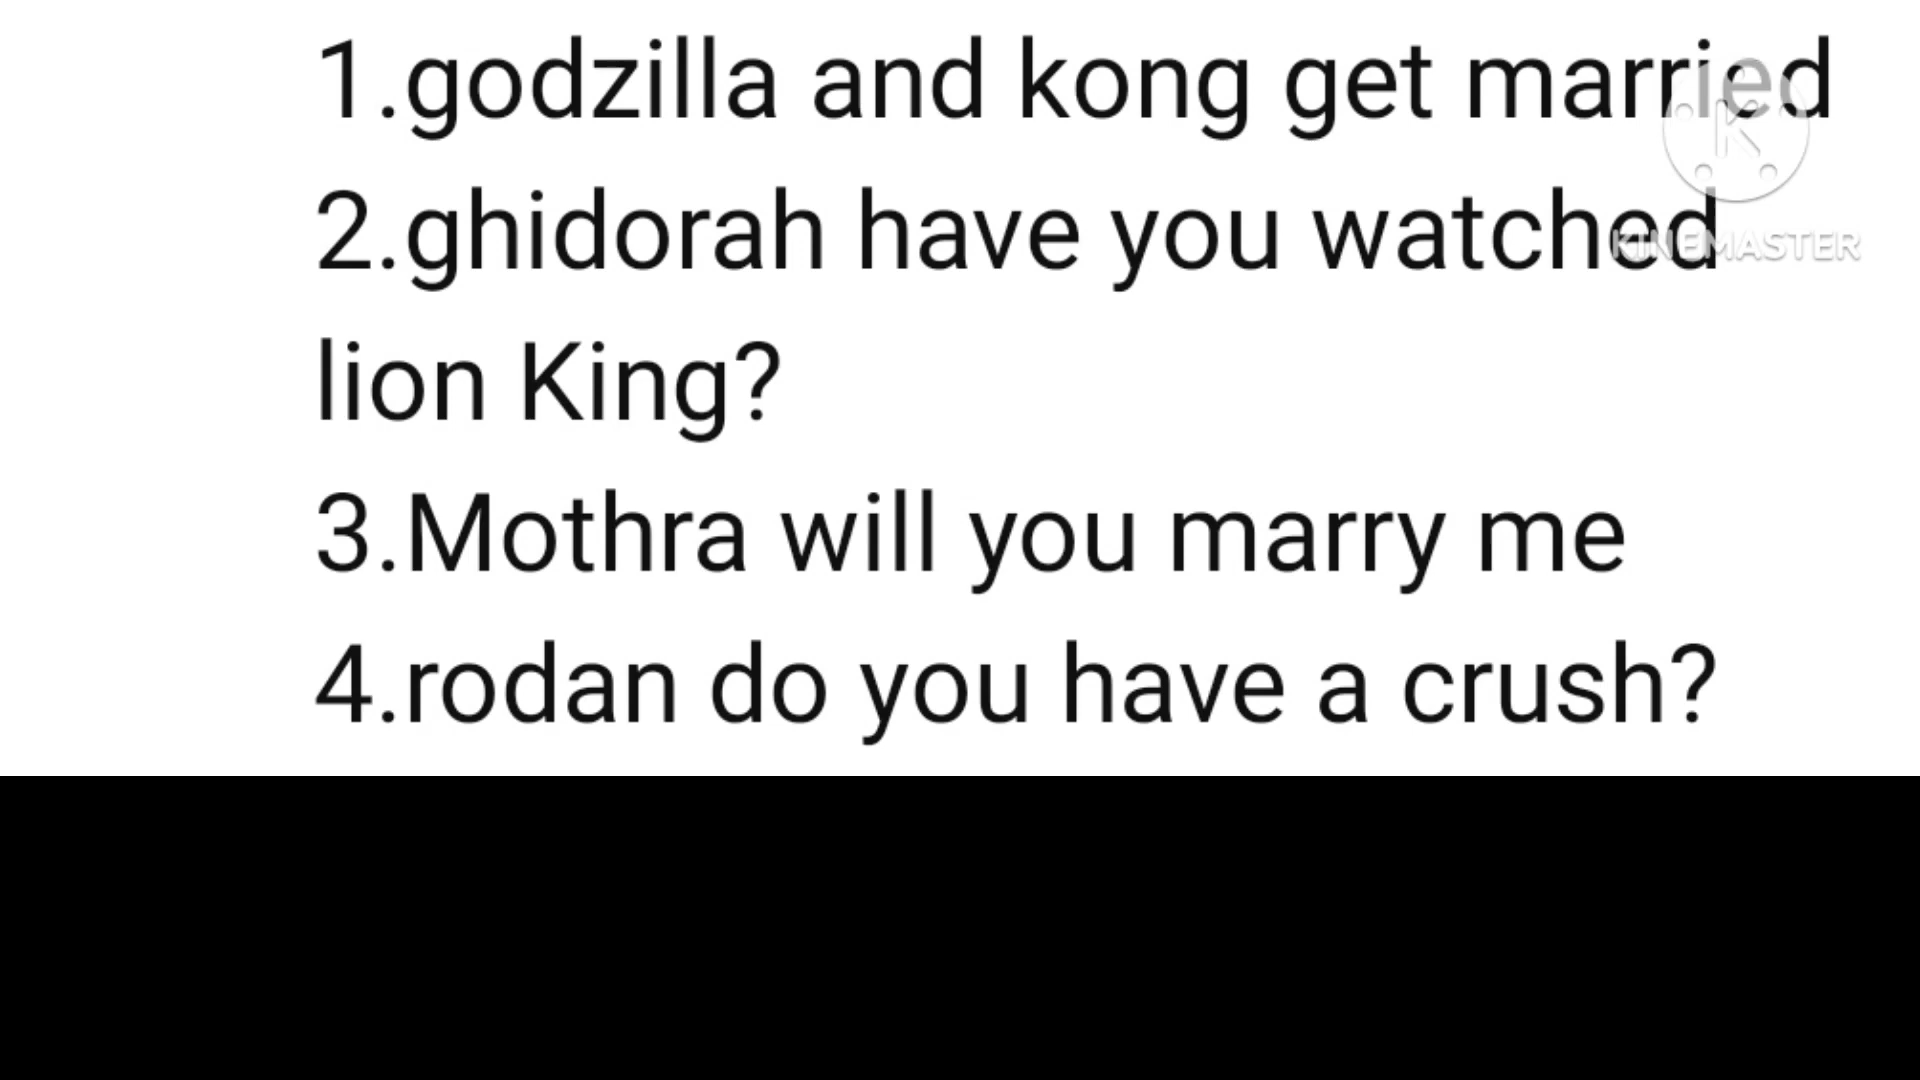 1.godzilla and kong get married
2.ghidorah have you watched
KINEMASTER
lion King?
3.Mothra will you marry me
4.rodan do you have a crush?